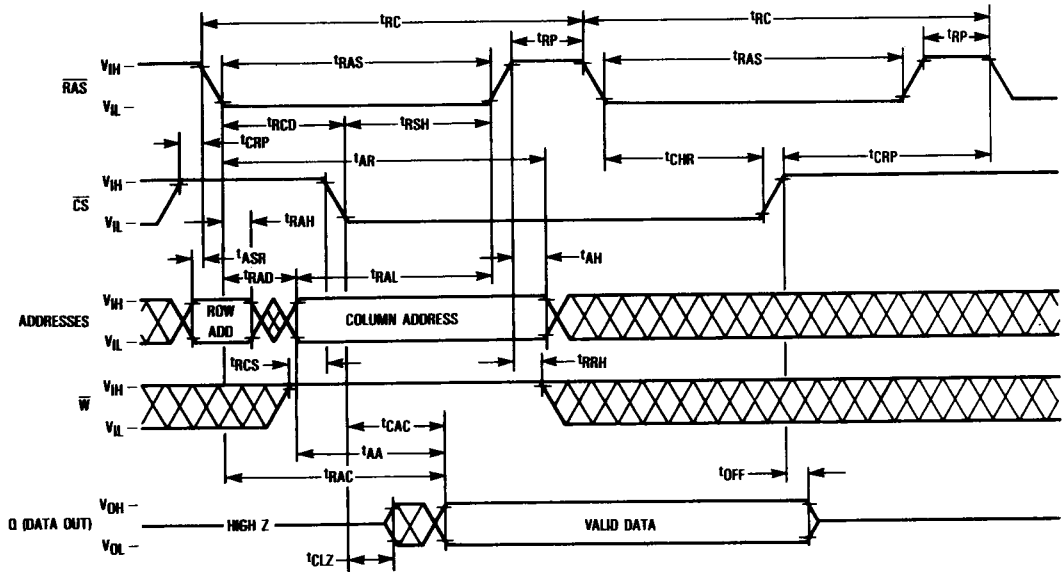 tRC tRC
tRP tRP
VIH
RAS
VIL
tRAS tRAS
tRCD tRSH
tCRP
tAR tCHR tCRP
VIH
CS
VIL
tRAH
tASR
tRAD tRAL tAH
VIH
ADDRESSES
VIL
ROW
ADD
COLUMN ADDRESS
tRCS tRRH
VIH
W
VIL
tCAC
tAA
tRAC tOFF
VOH
Q (DATA OUT)
VOL
HIGH Z VALID DATA
tCLZ